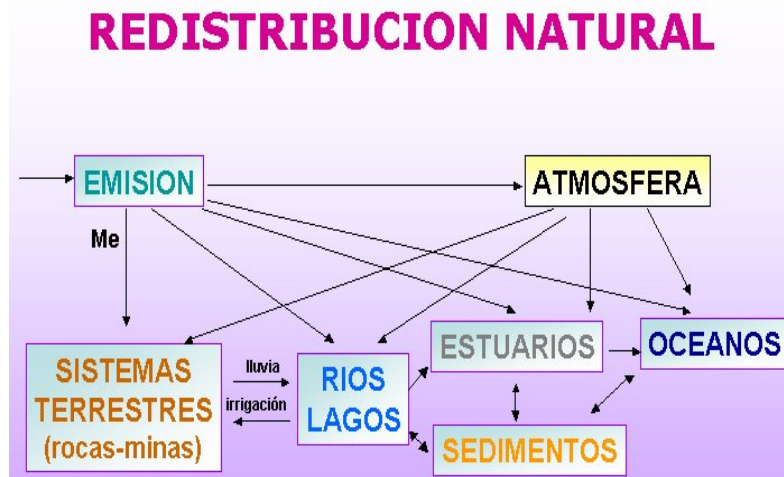 REDISTRIBUCION NATURAL
EMISION
ATMOSFERA
Me
SISTEMAS
TERRESTRES
(rocas-minas)
lluvia
irrigación
RIOS
LAGOS
ESTUARIOS
OCEANOS
SEDIMENTOS